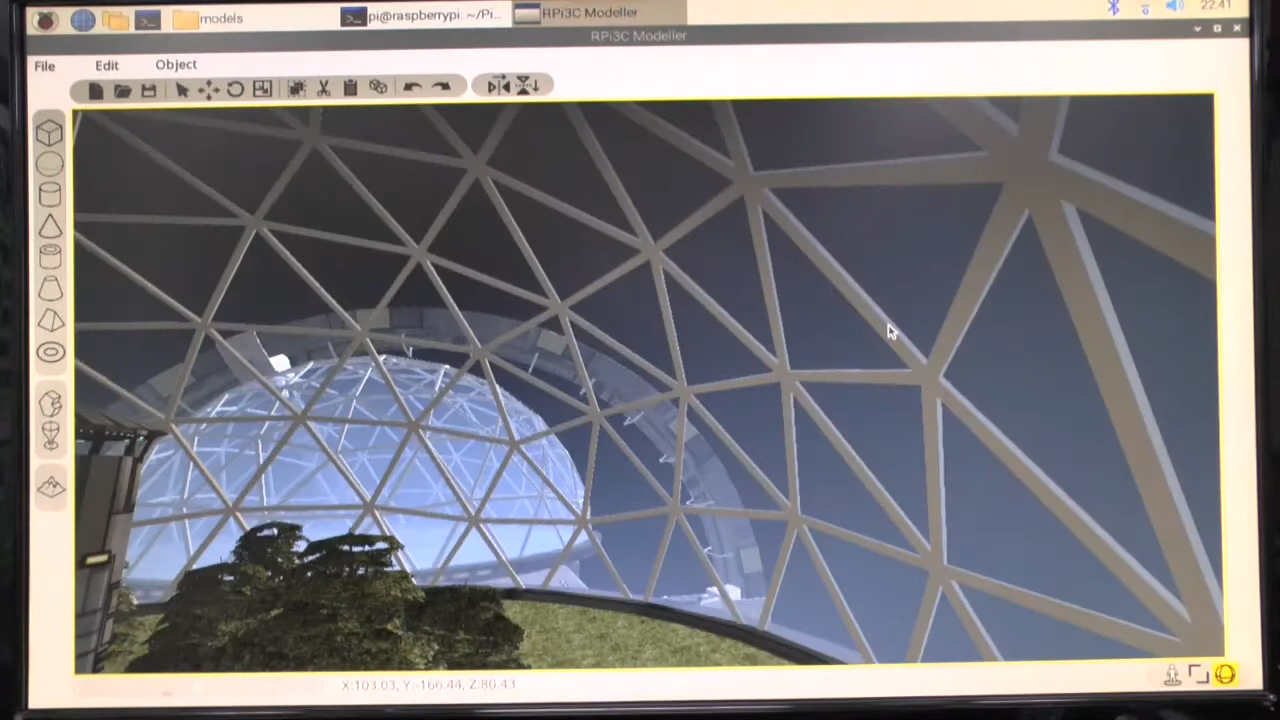 models
pi@raspberrypi: ~/Pi...
RPi3C Modeller
22:41
RPi3C Modeller
File Edit Object
X:103.03, Y:-166.44, Z:80.43